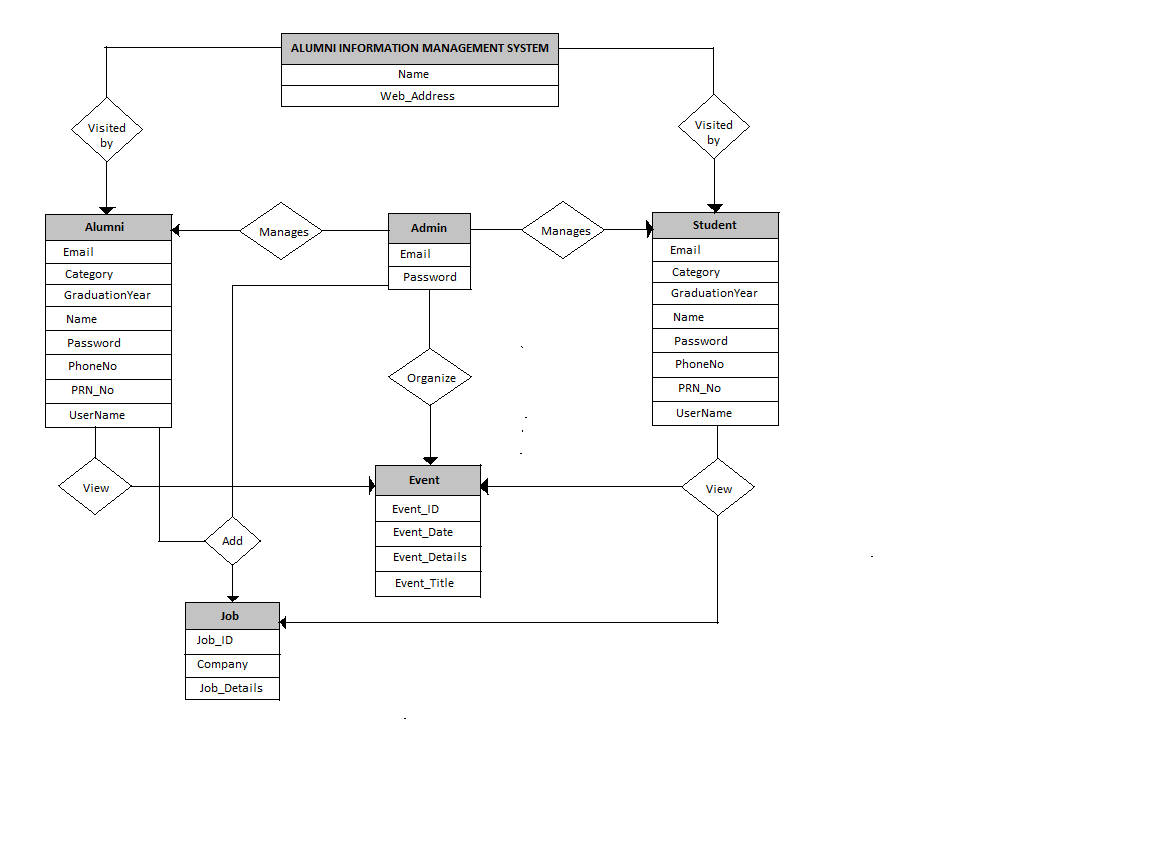 ALUMNI INFORMATION MANAGEMENT SYSTEM
Name
Web_Address
Visited
by
Visited
by
Alumni
Email
Category
GraduationYear
Name
Password
PhoneNo
PRN_No
UserName
Manages
Admin
Email
Password
Manages
Student
Email
Category
GraduationYear
Name
Password
PhoneNo
PRN_No
UserName
Organize
View
Event
Event_ID
Event_Date
Event_Details
Event_Title
View
Add
Job
Job_ID
Company
Job_Details